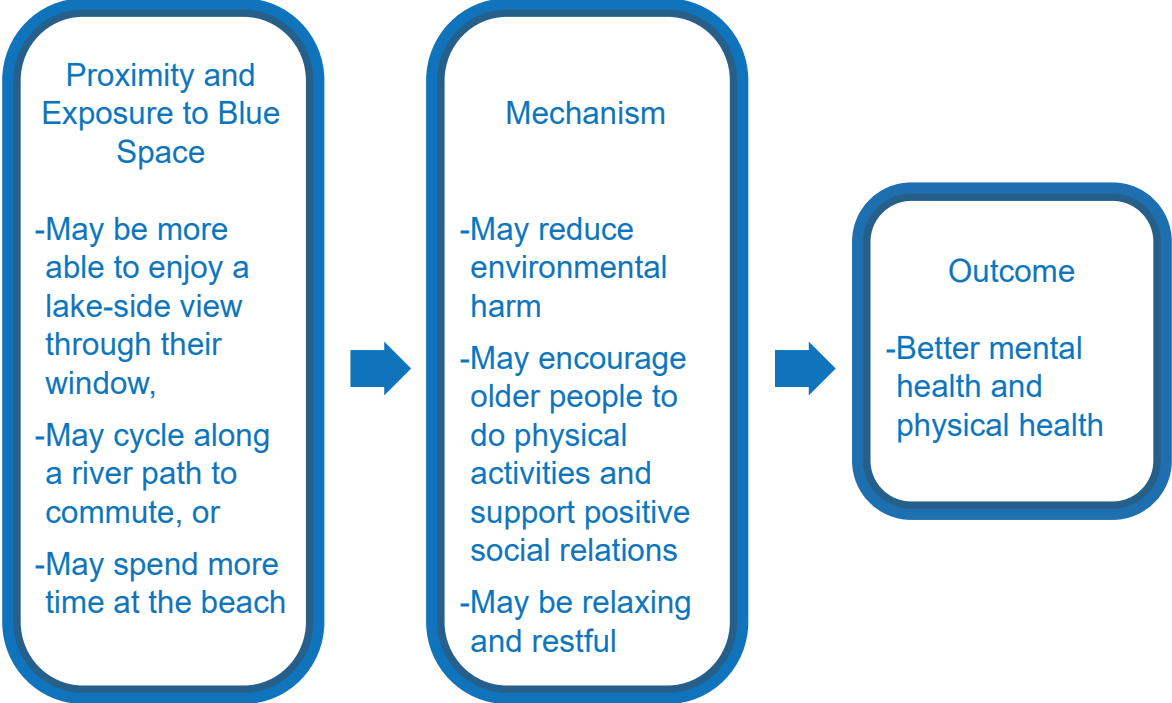 Proximity and
Exposure to Blue
Space
-May be more
able to enjoy a
lake-side view
through their
window,
-May cycle along
a river path to
commute, or
-May spend more
time at the beach
Mechanism
-May reduce
environmental
harm
-May encourage
older people to
do physical
activities and
support positive
social relations
-May be relaxing
and restful
Outcome
-Better mental
health and
physical health